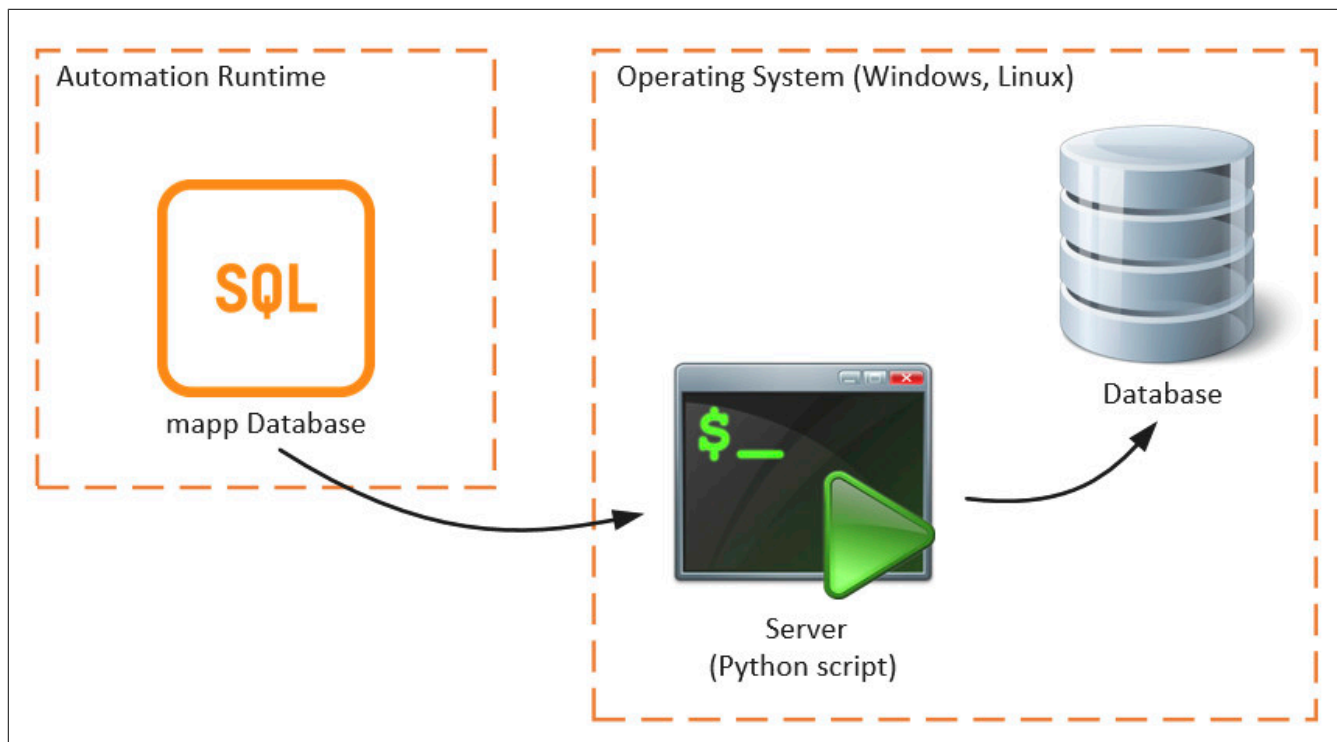 Automation Runtime
Operating System (Windows, Linux)
SQL
mapp Database
Database
$_
Server
(Python script)